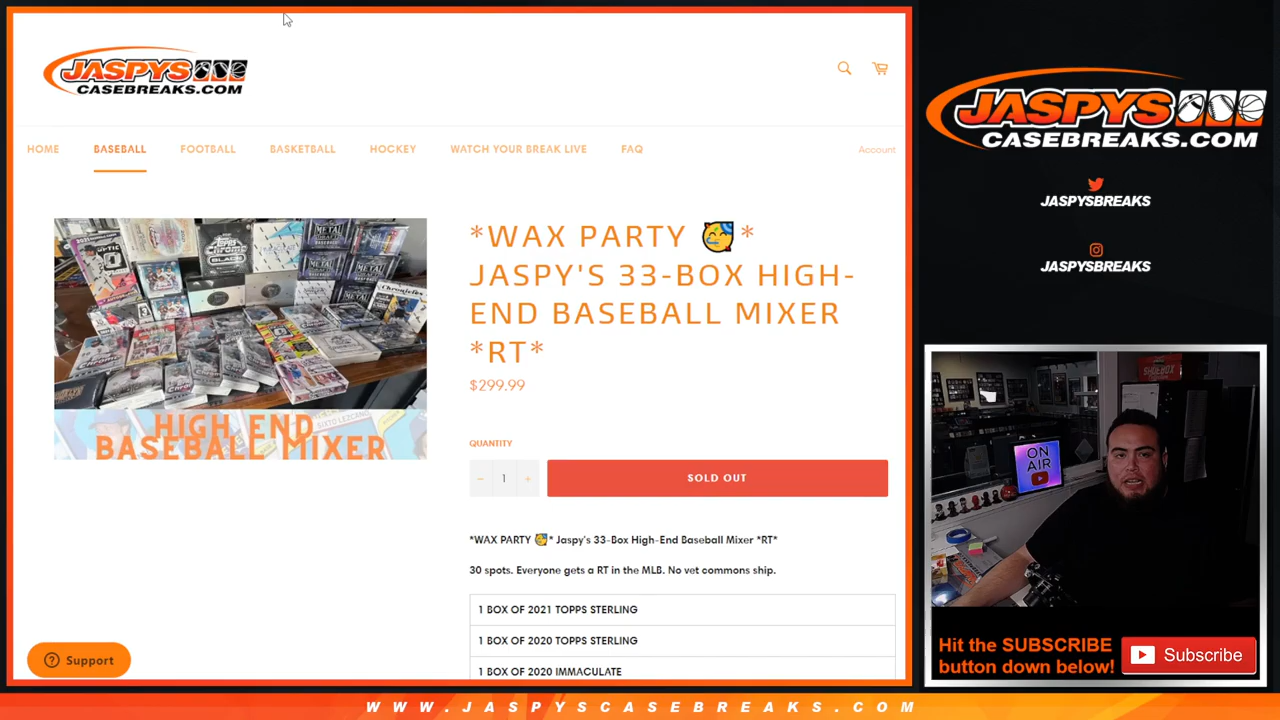 JASPYS
CASEBREAKS.COM
HOME BASEBALL FOOTBALL BASKETBALL HOCKEY WATCH YOUR BREAK LIVE FAQ Account
HIGH END
BASEBALL MIXER
*WAX PARTY 🥳*
JASPY'S 33-BOX HIGH-
END BASEBALL MIXER
*RT*
$299.99
QUANTITY
− 1 + SOLD OUT
*WAX PARTY 🥳* Jaspy's 33-Box High-End Baseball Mixer *RT*
30 spots. Everyone gets a RT in the MLB. No vet commons ship.
1 BOX OF 2021 TOPPS STERLING
1 BOX OF 2020 TOPPS STERLING
1 BOX OF 2020 IMMACULATE
Support
JASPYS
CASEBREAKS.COM
JASPYSBREAKS
JASPYSBREAKS
SHOEBOX
ON
AIR
Hit the SUBSCRIBE
button down below!
Subscribe
WWW.JASPYSCASEBREAKS.COM